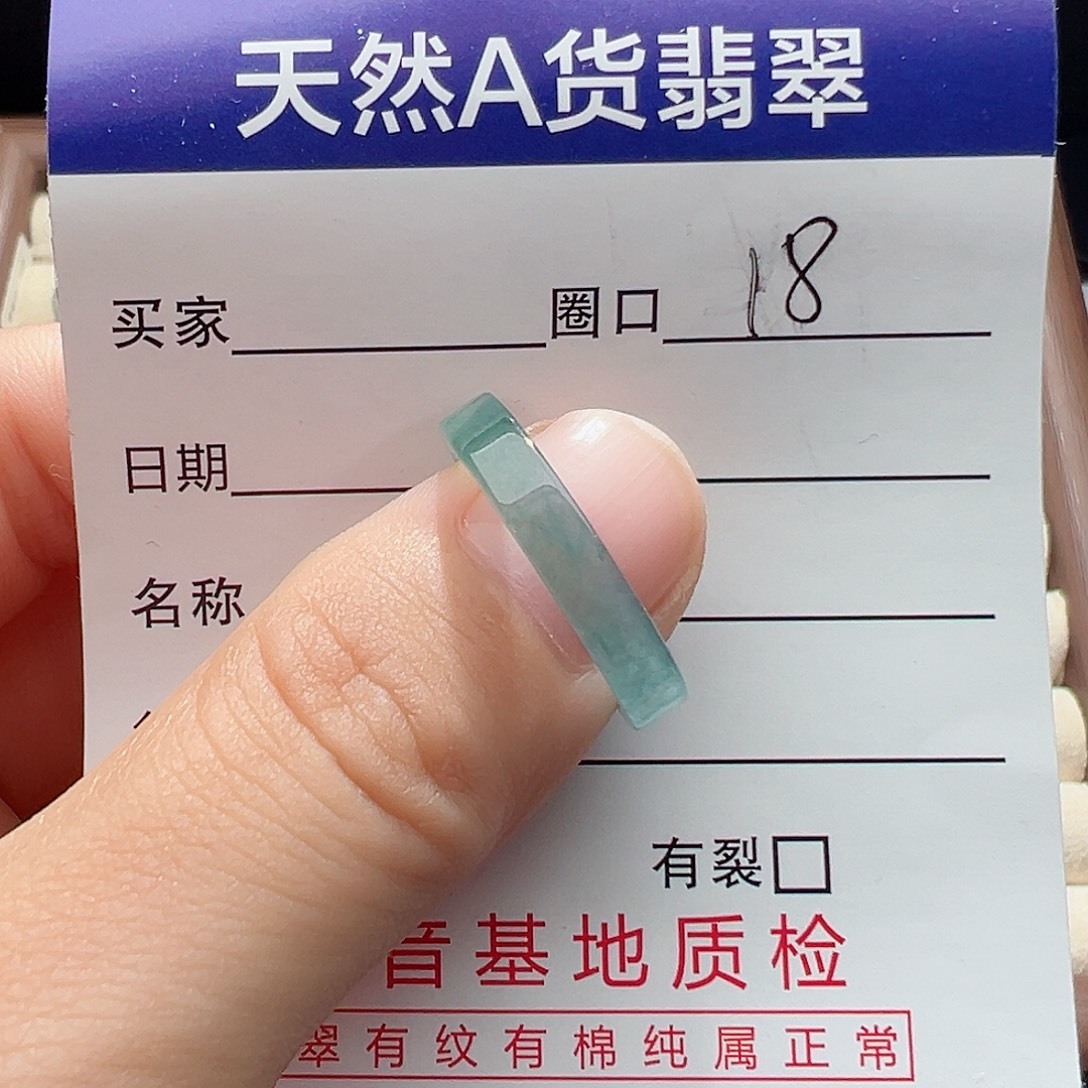 天然A货翡翠
买家 圈口 18
日期
名称
有裂
音基地质检
翠有纹有棉纯属正常